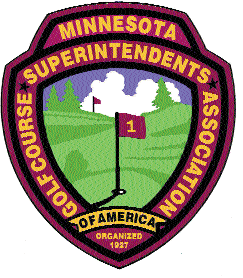 MINNESOTA
GOLF COURSE SUPERINTENDENTS ASSOCIATION
1
OF AMERICA
ORGANIZED
1927